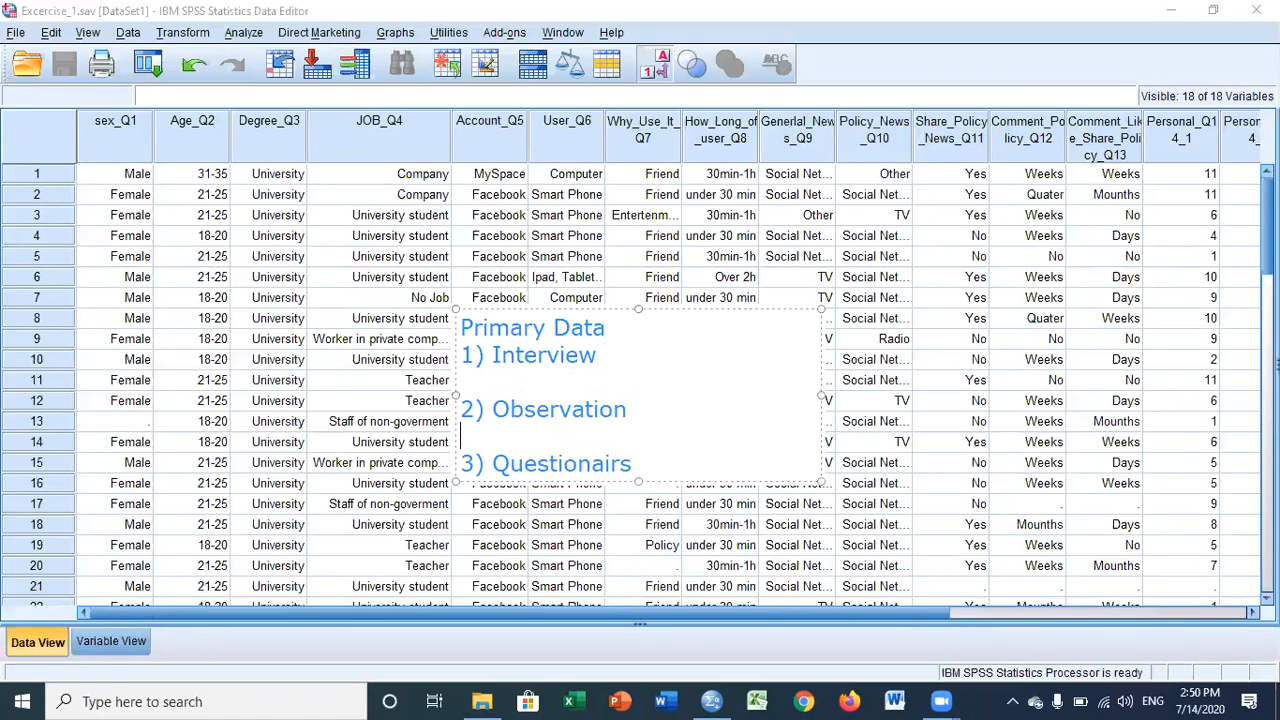 Excercise_1.sav [DataSet1] - IBM SPSS Statistics Data Editor
File Edit View Data Transform Analyze Direct Marketing Graphs Utilities Add-ons Window Help
Visible: 18 of 18 Variables
sex_Q1 Age_Q2 Degree_Q3 JOB_Q4 Account_Q5 User_Q6 Why_Use_It_Q7 How_Long_of_user_Q8 Generlal_News_Q9 Policy_News_Q10 Share_Policy_News_Q11 Comment_Policy_Q12 Comment_Like_Share_Policy_Q13 Personal_Q14_1 Person 4_
1 Male 31-35 University Company MySpace Computer Friend 30min-1h Social Net... Other Yes Weeks Weeks 11
2 Female 21-25 University Company Facebook Smart Phone Friend under 30 min Social Net... Social Net... Yes Quater Mounths 11
3 Female 21-25 University University student Facebook Smart Phone Entertenm... 30min-1h Other TV Yes Weeks No 6
4 Female 18-20 University University student Facebook Smart Phone Friend under 30 min Social Net... Social Net... No Weeks Days 4
5 Female 21-25 University University student Facebook Smart Phone Friend 30min-1h Social Net... Social Net... No No No 1
6 Male 21-25 University University student Facebook Ipad, Tablet.. Friend Over 2h TV Social Net... Yes Weeks Days 10
7 Male 18-20 University No Job Facebook Computer Friend under 30 min TV Social Net... Yes Weeks Days 9
8 Male 21-25 University University student .. Social Net... Yes Quater Weeks 10
9 Female 18-20 University Worker in private comp... V Radio No No No 9
10 Male 21-25 University University student .. Social Net... No Weeks Days 2
11 Female 21-25 University Teacher .. Social Net... Yes No No 11
12 Female 21-25 University Teacher V TV No Weeks Days 6
13 . 18-20 University Staff of non-goverment .. Social Net... No Days Mounths 1
14 Female 18-20 University University student V TV Yes Weeks Weeks 6
15 Female 18-20 University Worker in private comp... V Social Net... No Weeks Days 5
16 Female 18-20 University University student Facebook Smart Phone Friend under 30 min Social Net... Social Net... No Weeks Weeks 5
17 Male 21-25 University Staff of non-goverment Facebook Smart Phone Friend under 30 min Social Net... Social Net... No . . 9
18 Male 21-25 University University student Facebook Smart Phone Friend 30min-1h Social Net... Social Net... Yes Mounths Days 8
19 Female 18-20 University Teacher Facebook Smart Phone Policy under 30 min Social Net... Social Net... Yes Weeks No 5
20 Female 21-25 University Teacher Facebook Smart Phone . 30min-1h Social Net... Social Net... Yes Weeks Mounths 7
21 Male 21-25 University University student Facebook Smart Phone Friend under 30 min Social Net... Social Net... . . . .
Primary Data
1) Interview
2) Observation
3) Questionairs
Data View Variable View
IBM SPSS Statistics Processor is ready
Type here to search
ENG
2:50 PM
7/14/2020